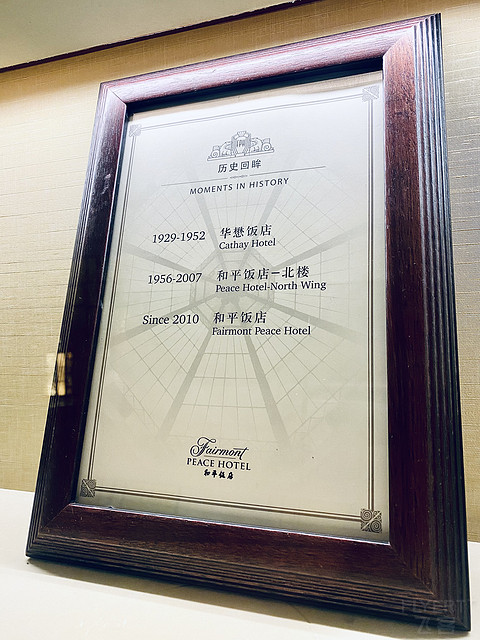 历史回眸
MOMENTS IN HISTORY
1929-1952 华懋饭店
Cathay Hotel
1956-2007 和平饭店－北楼
Peace Hotel-North Wing
Since 2010 和平饭店
Fairmont Peace Hotel
Fairmont
PEACE HOTEL
和平饭店